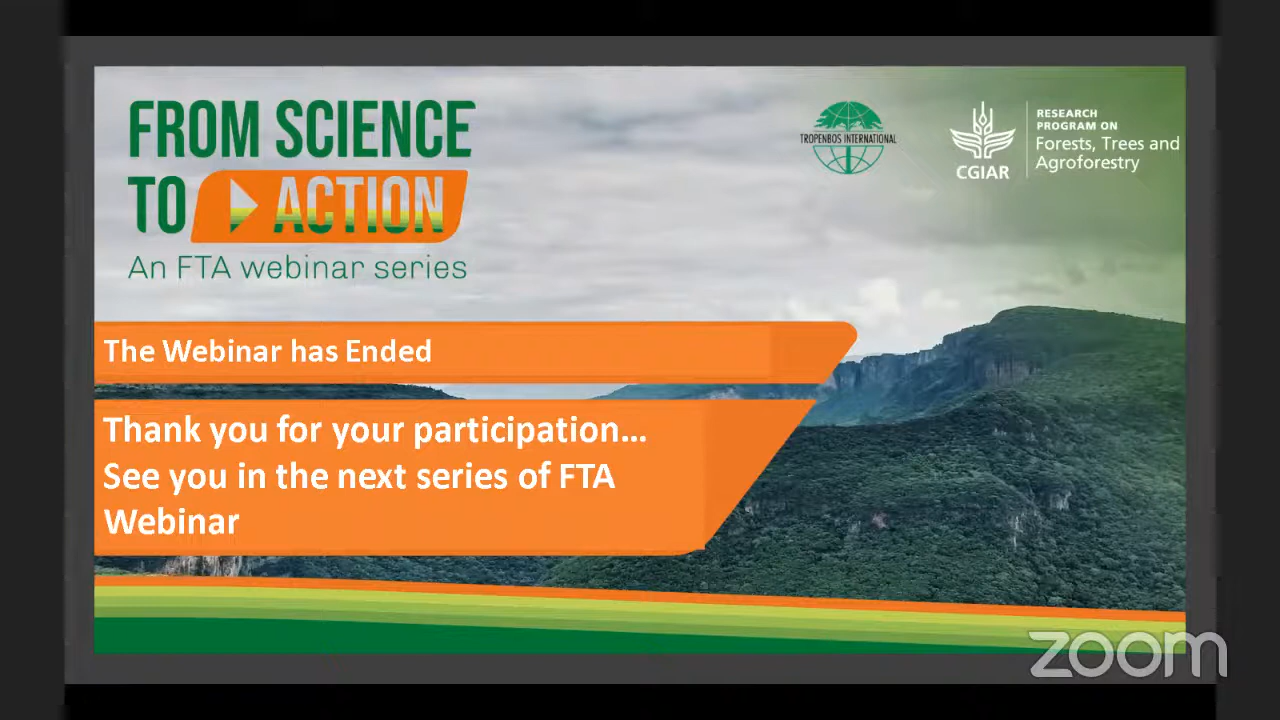 FROM SCIENCE
TO ACTION
An FTA webinar series
TROPENBOS INTERNATIONAL
CGIAR
RESEARCH
PROGRAM ON
Forests, Trees and
Agroforestry
The Webinar has Ended
Thank you for your participation...
See you in the next series of FTA
Webinar
zoom